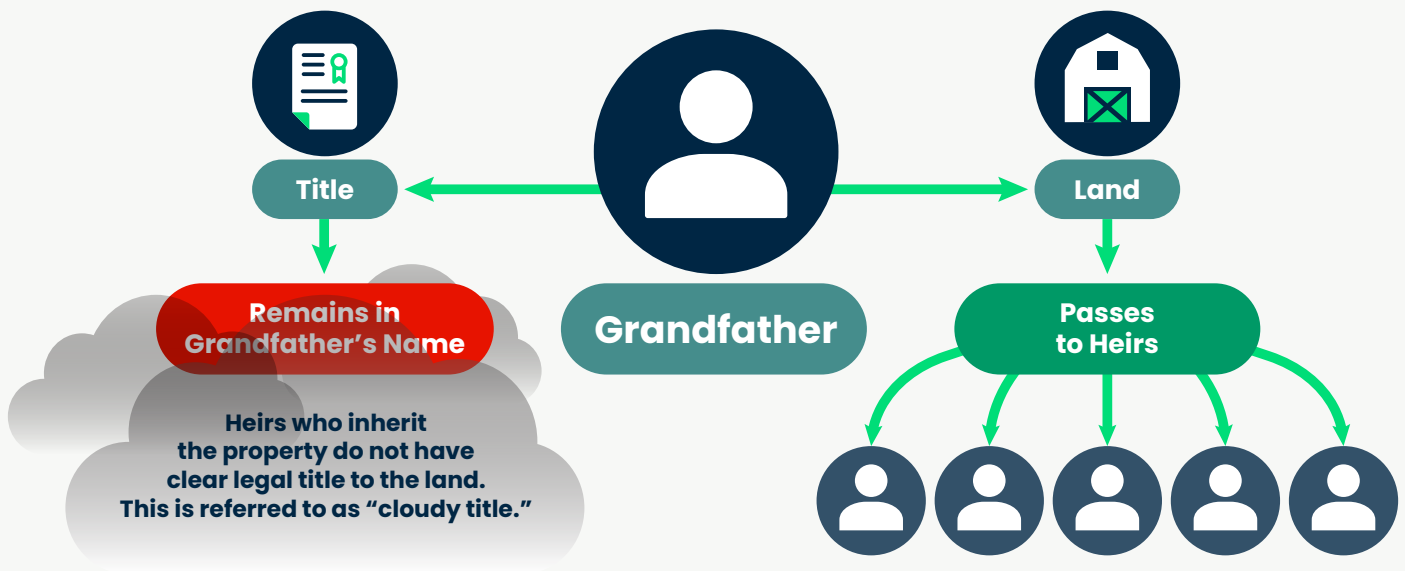 Title
Land
Remains in
Grandfather’s Name
Grandfather
Passes
to Heirs
Heirs who inherit
the property do not have
clear legal title to the land.
This is referred to as “cloudy title.”